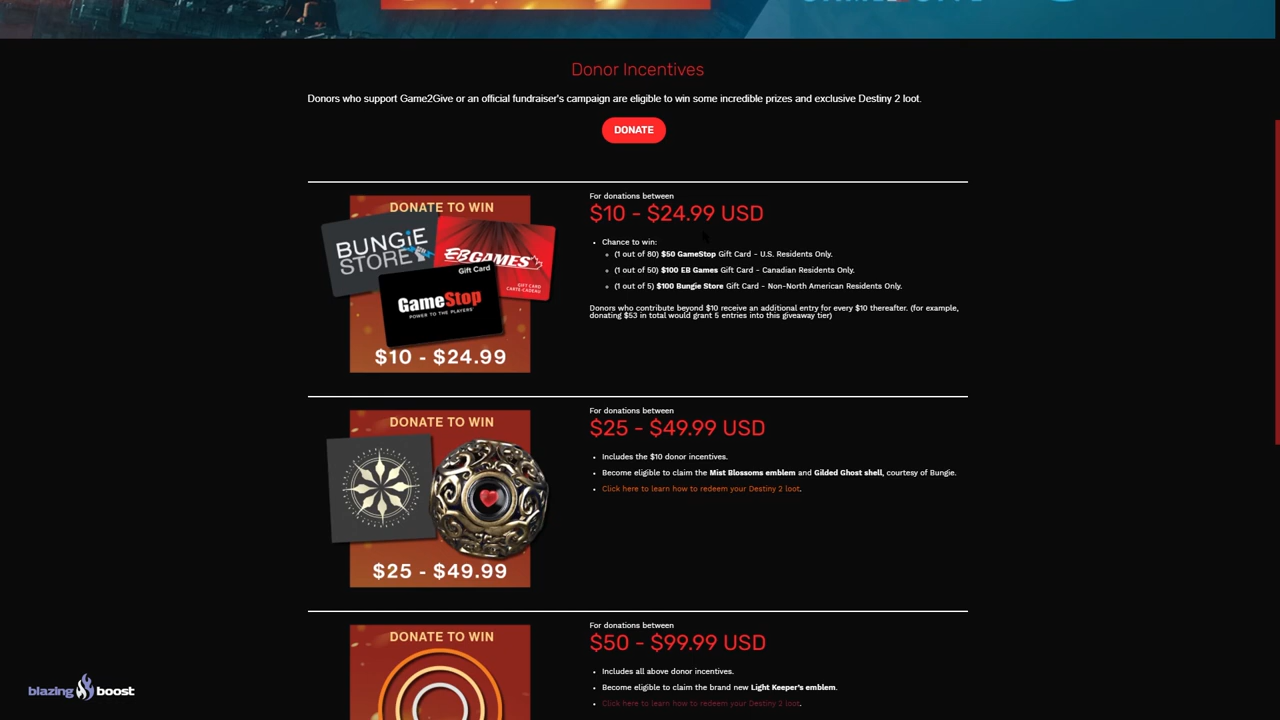 Donor Incentives
Donors who support Game2Give or an official fundraiser's campaign are eligible to win some incredible prizes and exclusive Destiny 2 loot.
DONATE
DONATE TO WIN
BUNGiE STORE
EB GAMES
GIFT CARD
CARTE-CADEAU
Gift Card
GameStop
POWER TO THE PLAYERS
$10 - $24.99
For donations between
$10 - $24.99 USD
Chance to win:
(1 out of 80) $50 GameStop Gift Card - U.S. Residents Only.
(1 out of 50) $100 EB Games Gift Card - Canadian Residents Only.
(1 out of 5) $100 Bungie Store Gift Card - Non-North American Residents Only.
Donors who contribute beyond $10 receive an additional entry for every $10 thereafter. (for example,
donating $53 in total would grant 5 entries into this giveaway tier)
DONATE TO WIN
$25 - $49.99
For donations between
$25 - $49.99 USD
Includes the $10 donor incentives.
Become eligible to claim the Mist Blossoms emblem and Gilded Ghost shell, courtesy of Bungie.
Click here to learn how to redeem your Destiny 2 loot.
DONATE TO WIN
For donations between
$50 - $99.99 USD
Includes all above donor incentives.
Become eligible to claim the brand new Light Keeper's emblem.
Click here to learn how to redeem your Destiny 2 loot.
blazing boost